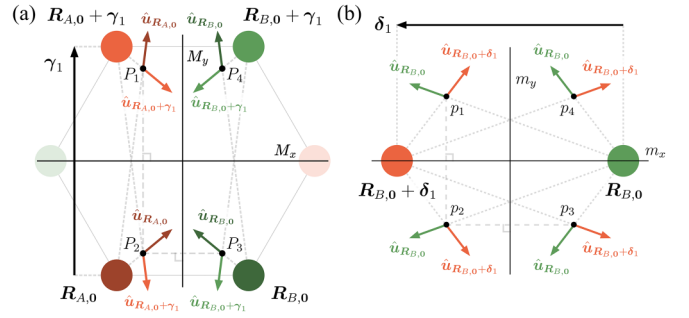 (a)
R_{A,0} + γ_1
R_{B,0} + γ_1
γ_1
û_{R_{A,0}}
M_y
û_{R_{B,0}}
P_1
P_4
û_{R_{A,0}+γ_1}
û_{R_{B,0}+γ_1}
M_x
û_{R_{A,0}}
û_{R_{B,0}}
P_2
P_3
û_{R_{A,0}+γ_1}
û_{R_{B,0}+γ_1}
R_{A,0}
R_{B,0}
(b)
δ_1
û_{R_{B,0}}
û_{R_{B,0}+δ_1}
m_y
û_{R_{B,0}}
û_{R_{B,0}+δ_1}
p_1
p_4
m_x
R_{B,0} + δ_1
R_{B,0}
p_2
p_3
û_{R_{B,0}}
û_{R_{B,0}+δ_1}
û_{R_{B,0}}
û_{R_{B,0}+δ_1}